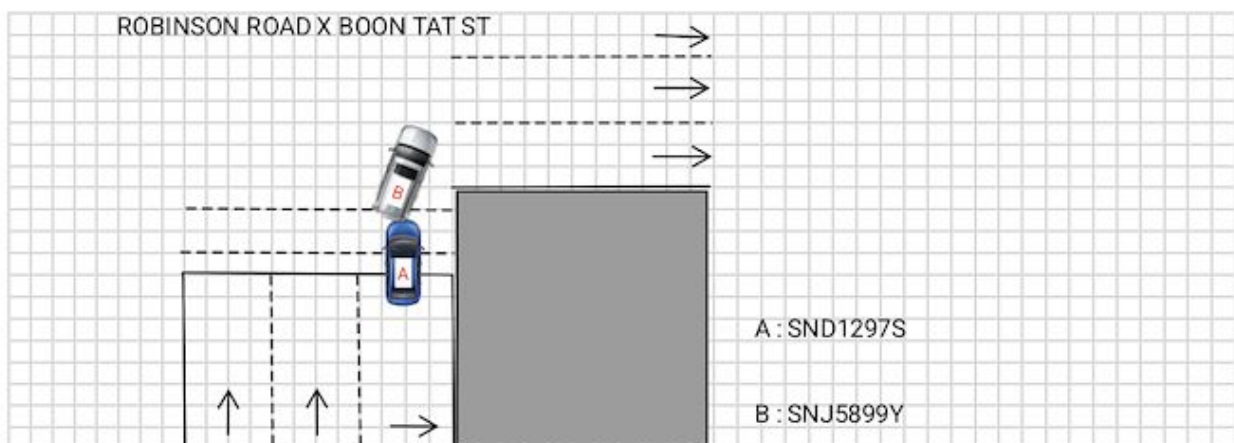 ROBINSON ROAD X BOON TAT ST
B
A
A : SND1297S
B : SNJ5899Y